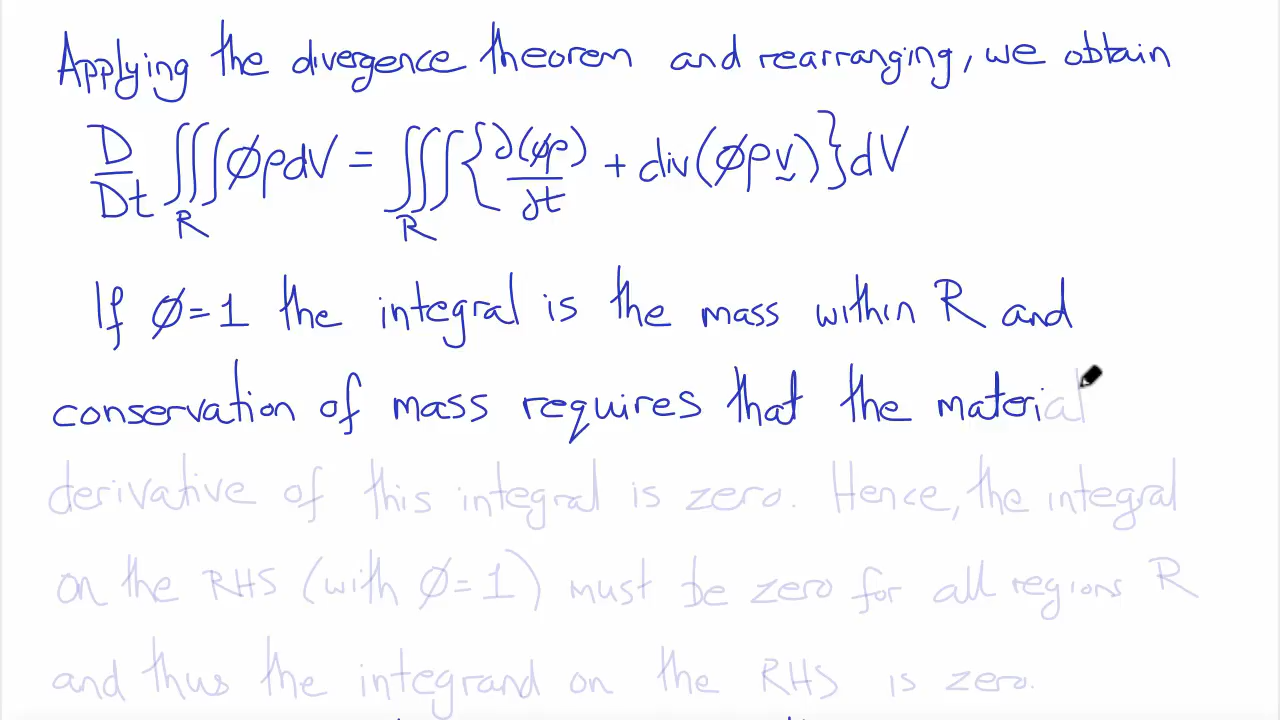 Applying the divergence theorem and rearranging, we obtain
D/Dt ∭_R ϕρdV = ∭_R {∂(ϕρ)/∂t + div(ϕρv̰)}dV
If ϕ=1 the integral is the mass within R and
conservation of mass requires that the material
derivative of this integral is zero. Hence, the integral
on the RHS (with ϕ=1) must be zero for all regions R
and thus the integrand on the RHS is zero.